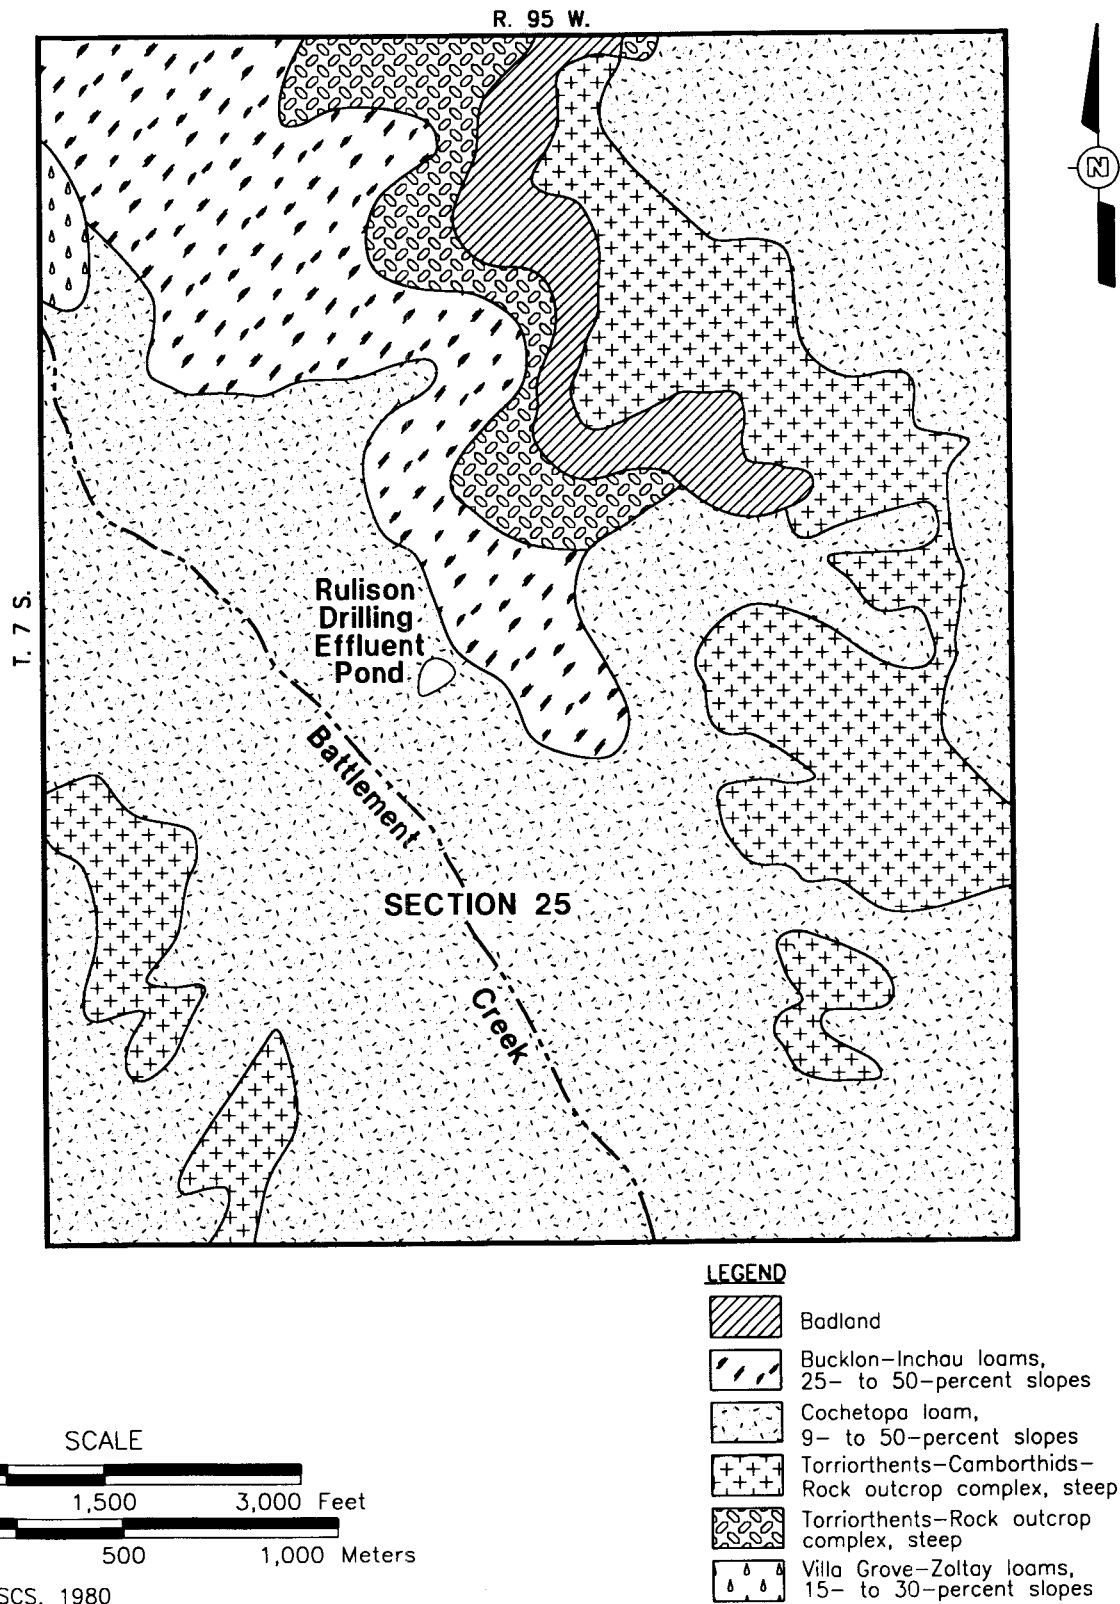 R. 95 W.
N
T. 7 S.
Rulison
Drilling
Effluent
Pond
Battlement
SECTION 25
Creek
LEGEND
Badland
Bucklon-Inchau loams,
25- to 50-percent slopes
Cochetopa loam,
9- to 50-percent slopes
Torriorthents-Camborthids-
Rock outcrop complex, steep
Torriorthents-Rock outcrop
complex, steep
Villa Grove-Zoltay loams,
15- to 30-percent slopes
SCALE
1,500 3,000 Feet
500 1,000 Meters
SCS, 1980